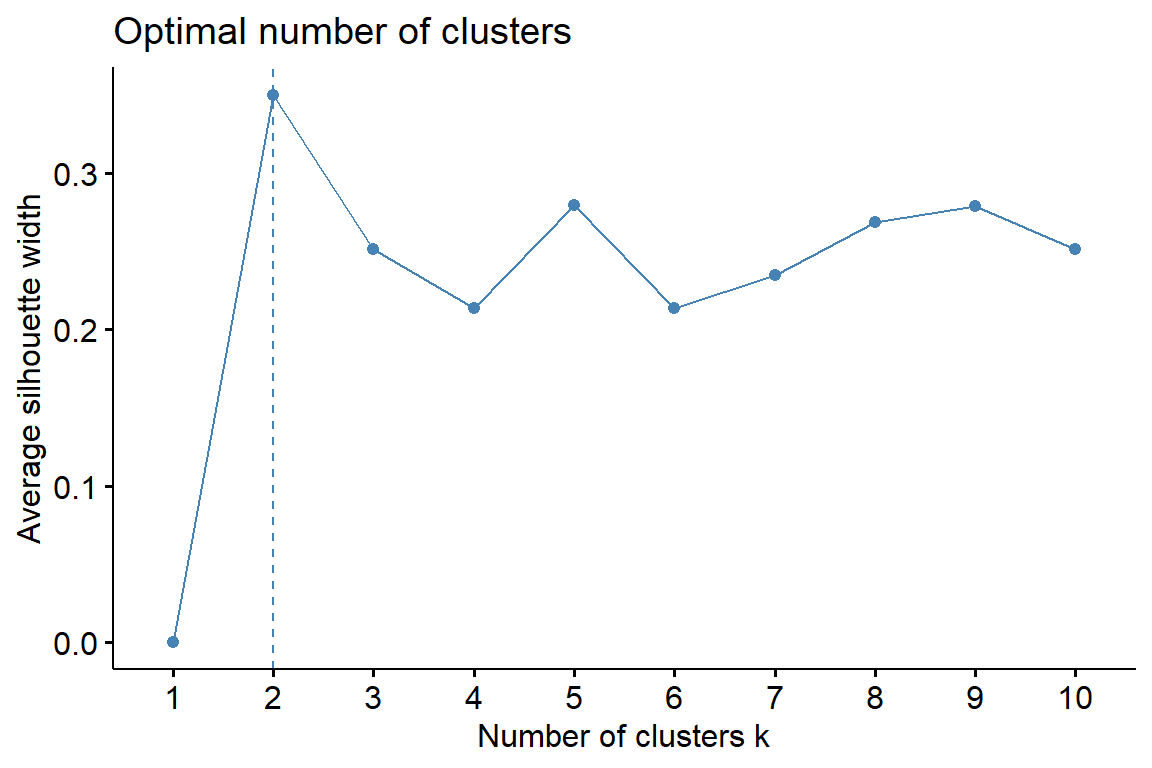 Optimal number of clusters
Average silhouette width
0.3
0.2
0.1
0.0
1 2 3 4 5 6 7 8 9 10
Number of clusters k